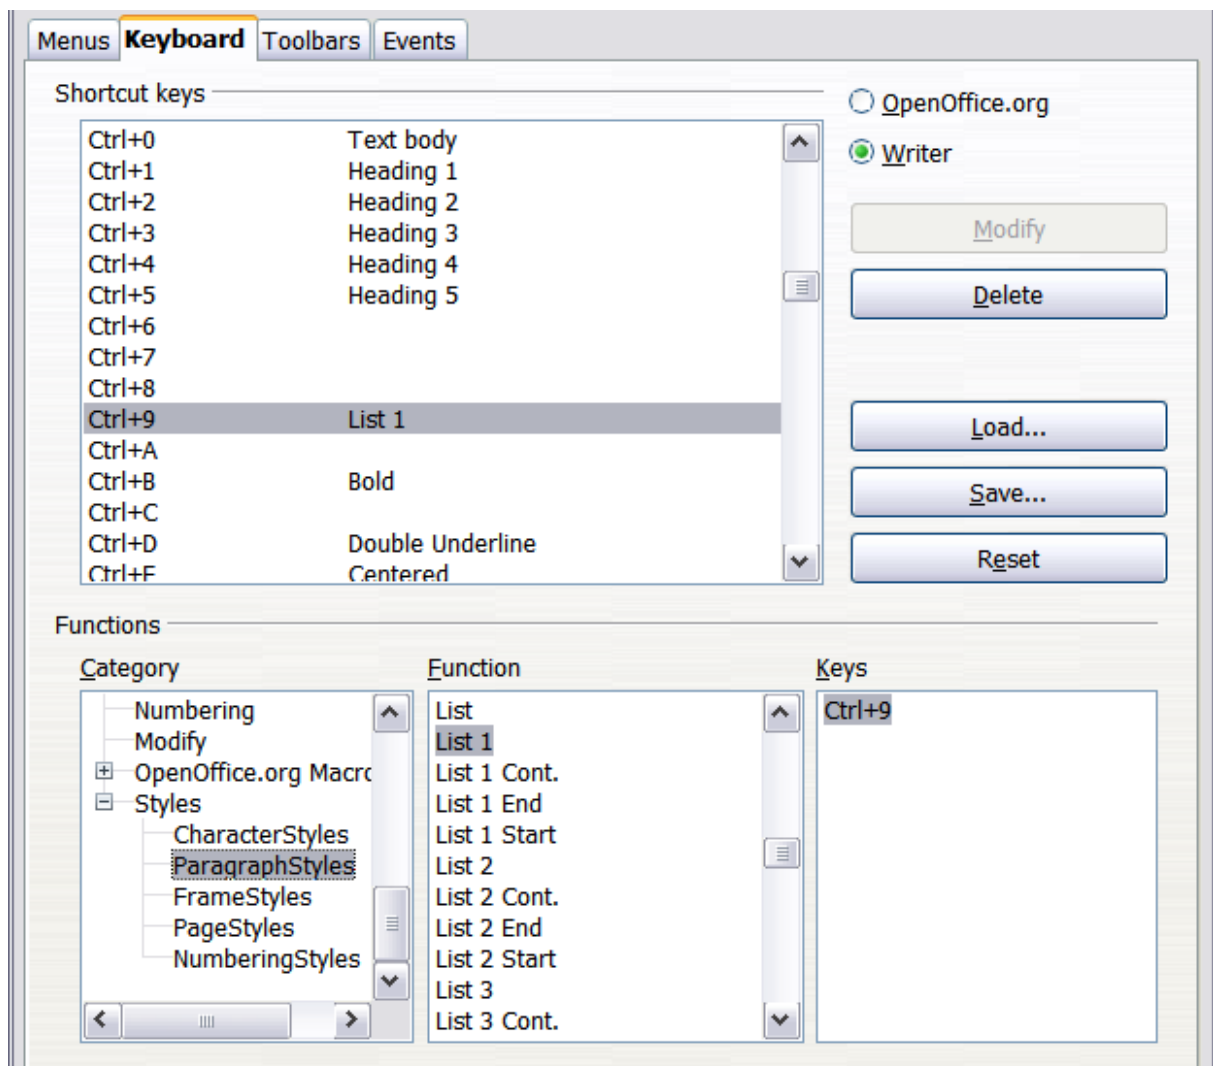 Menus Keyboard Toolbars Events
Shortcut keys
OpenOffice.org
Writer
Ctrl+0 Text body
Ctrl+1 Heading 1
Ctrl+2 Heading 2
Ctrl+3 Heading 3
Ctrl+4 Heading 4
Ctrl+5 Heading 5
Ctrl+6
Ctrl+7
Ctrl+8
Ctrl+9 List 1
Ctrl+A
Ctrl+B Bold
Ctrl+C
Ctrl+D Double Underline
Ctrl+E Centered
Modify
Delete
Load...
Save...
Reset
Functions
Category
Numbering
Modify
OpenOffice.org Macro
Styles
CharacterStyles
ParagraphStyles
FrameStyles
PageStyles
NumberingStyles
Function
List
List 1
List 1 Cont.
List 1 End
List 1 Start
List 2
List 2 Cont.
List 2 End
List 2 Start
List 3
List 3 Cont.
Keys
Ctrl+9